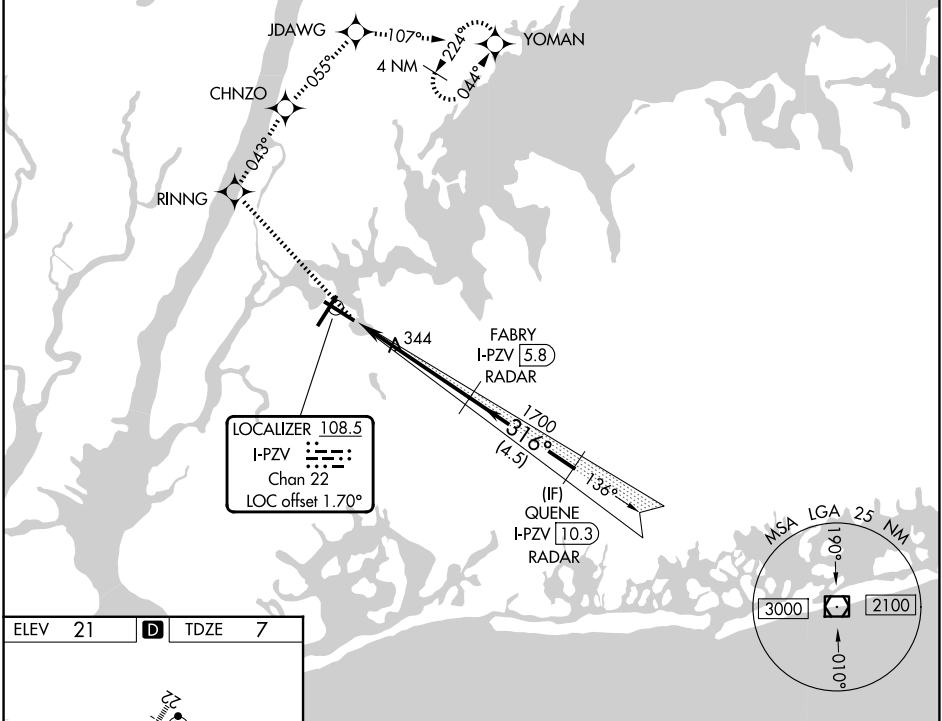 JDAWG
107°
224°
YOMAN
4 NM
044°
055°
CHNZO
043°
RINNG
344
FABRY
I-PZV 5.8
RADAR
1700
316°
(4.5)
136°
LOCALIZER 108.5
I-PZV
Chan 22
LOC offset 1.70°
(IF)
QUENE
I-PZV 10.3
RADAR
MSA LGA 25 NM
190°
3000
2100
010°
ELEV 21 D TDZE 7
22